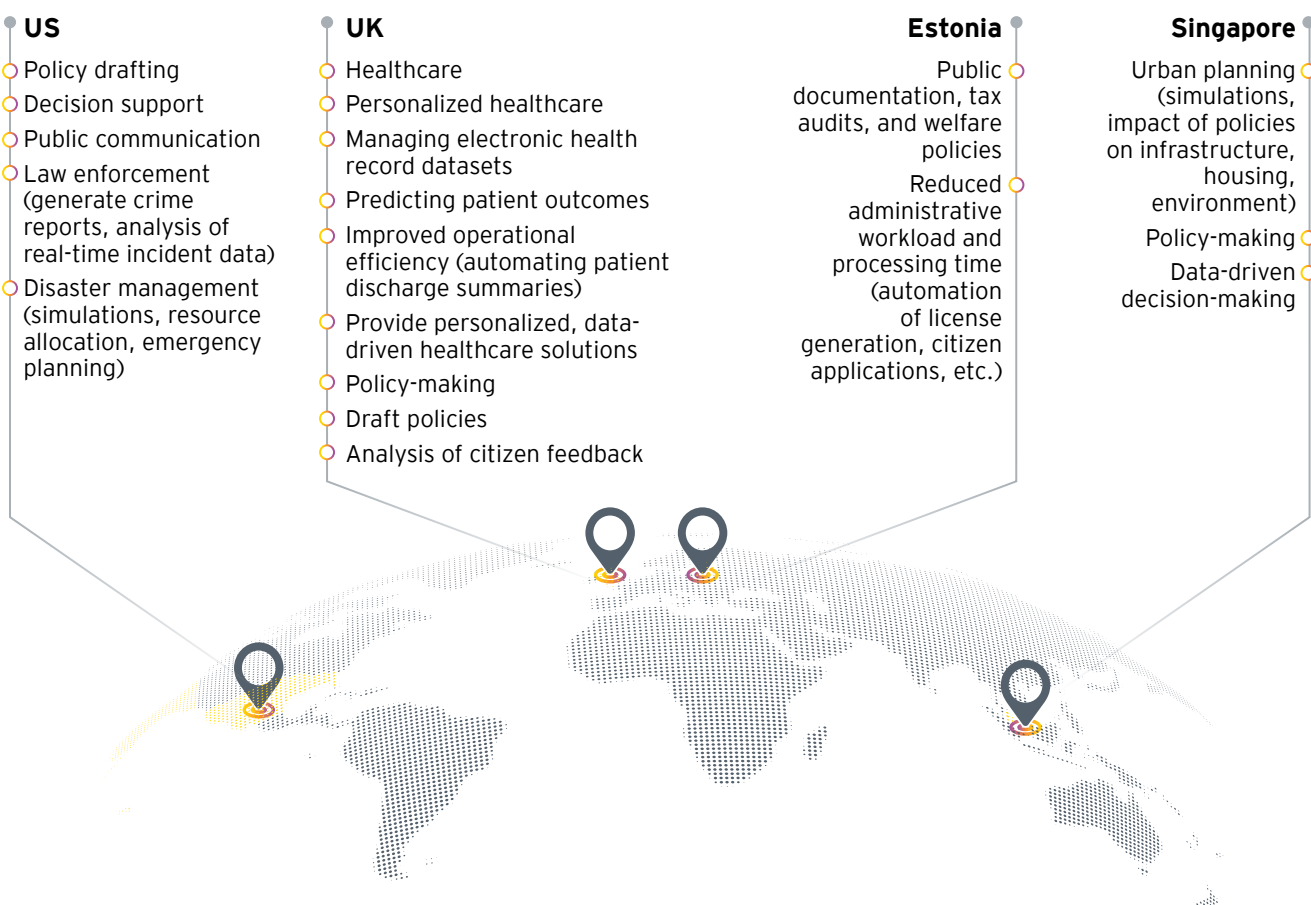 US
Policy drafting
Decision support
Public communication
Law enforcement
(generate crime
reports, analysis of
real-time incident data)
Disaster management
(simulations, resource
allocation, emergency
planning)
UK
Healthcare
Personalized healthcare
Managing electronic health
record datasets
Predicting patient outcomes
Improved operational
efficiency (automating patient
discharge summaries)
Provide personalized, data-
driven healthcare solutions
Policy-making
Draft policies
Analysis of citizen feedback
Estonia
Public
documentation, tax
audits, and welfare
policies
Reduced
administrative
workload and
processing time
(automation
of license
generation, citizen
applications, etc.)
Singapore
Urban planning
(simulations,
impact of policies
on infrastructure,
housing,
environment)
Policy-making
Data-driven
decision-making